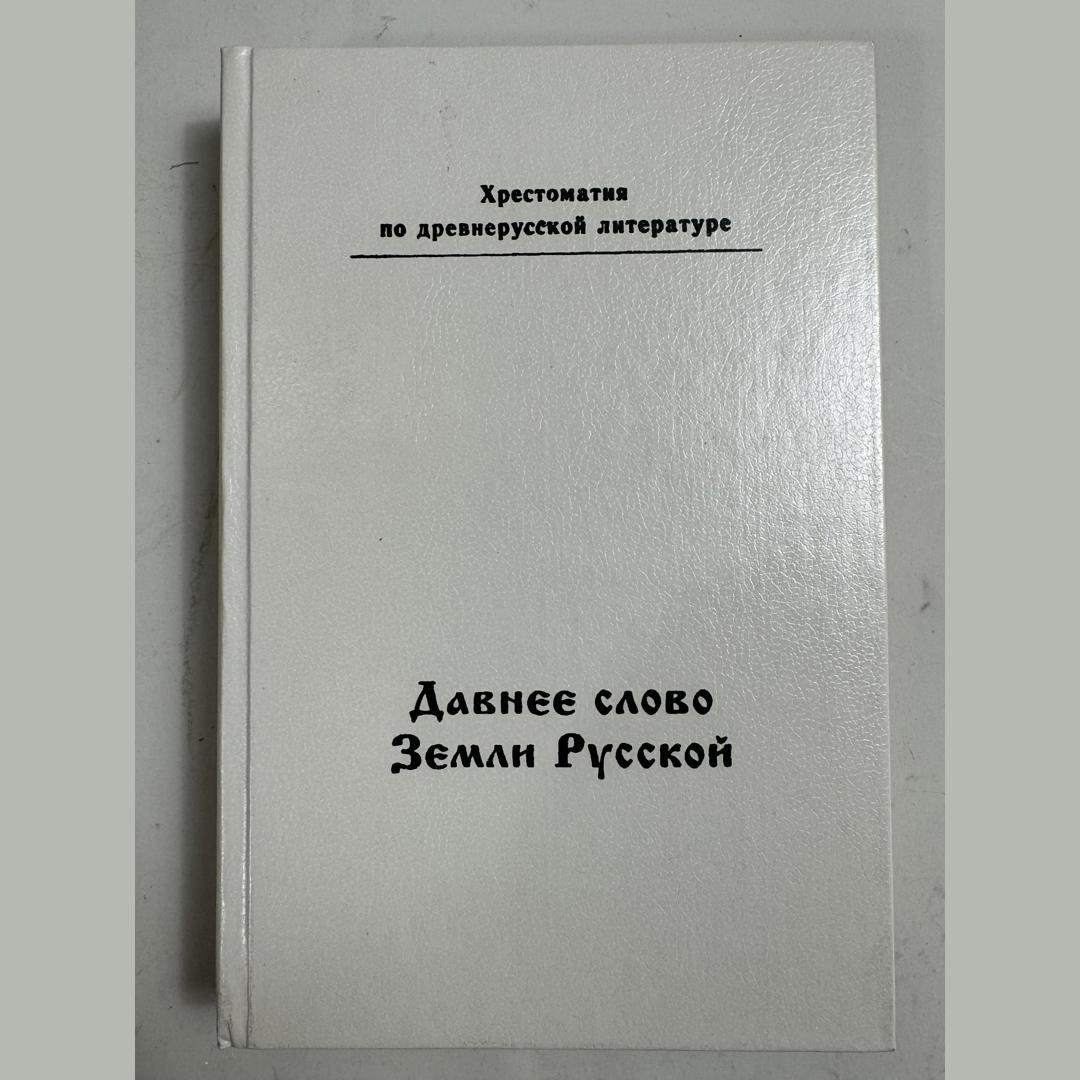 Хрестоматия
по древнерусской литературе
Давнее слово
Земли Русской